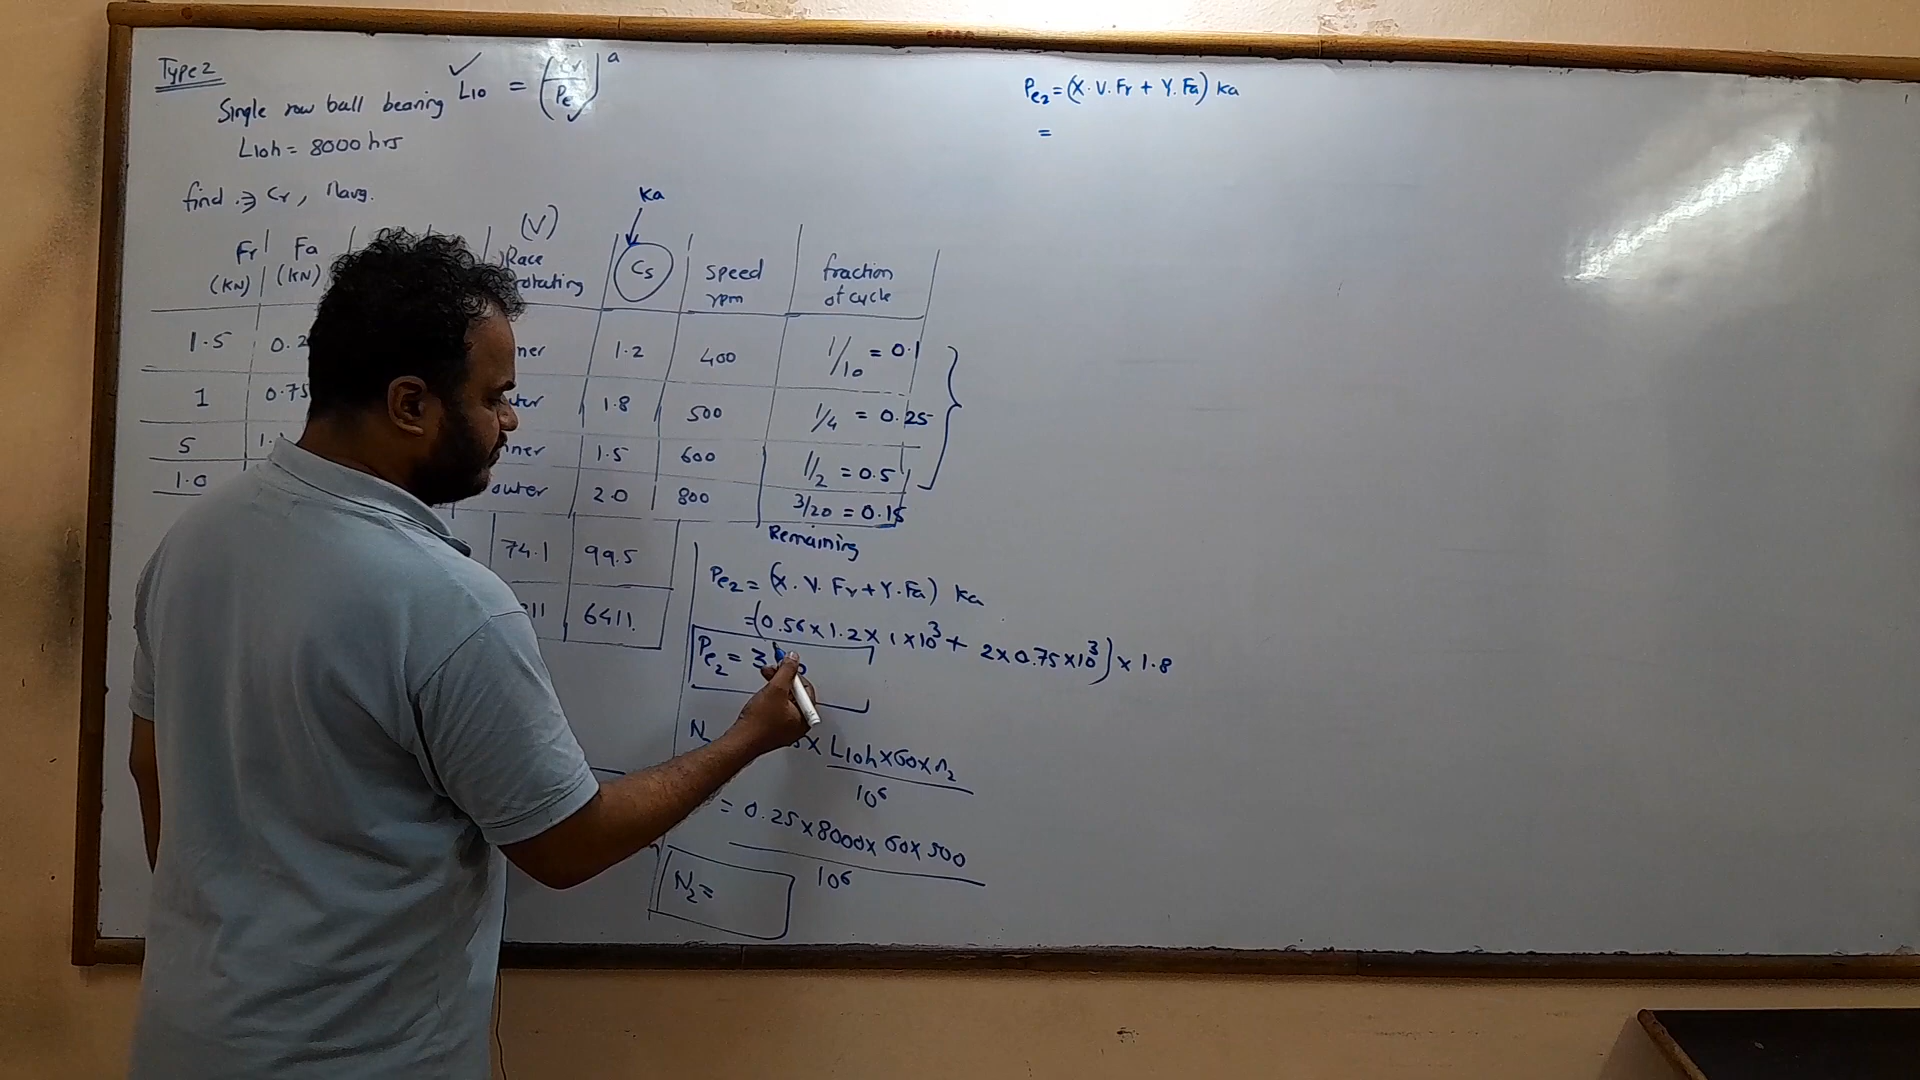 Type 2
Single row ball bearing L10 = (Cr/Pe)^a
L10h = 8000 hrs
find ⇒ Cr, navg.
Ka
(V)
Fr (KN) | Fa (KN) | Race rotating | Cs | speed rpm | fraction of cycle
1.5 | 0.2 | ner | 1.2 | 400 | 1/10 = 0.1
1 | 0.75 | uter | 1.8 | 500 | 1/4 = 0.25
5 | 1. | nner | 1.5 | 600 | 1/2 = 0.5
1.0 | outer | 2.0 | 800 | 3/20 = 0.15
Remaining
74.1 | 99.5
11 | 6411
Pe2 = (X. V. Fr + Y. Fa) Ka
= (0.56 x 1.2 x 1 x 10^3 + 2 x 0.75 x 10^3) x 1.8
Pe2 = 3
N x L10h x 60 x n2 / 10^6
= 0.25 x 8000 x 60 x 500 / 10^6
N2 =
Pe2 = (X. V. Fr + Y. Fa) Ka
=